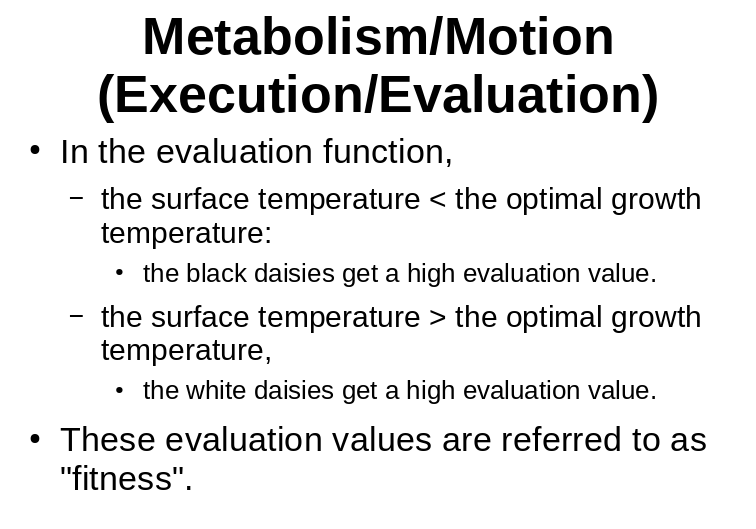 Metabolism/Motion
(Execution/Evaluation)
• In the evaluation function,
– the surface temperature < the optimal growth
temperature:
• the black daisies get a high evaluation value.
– the surface temperature > the optimal growth
temperature,
• the white daisies get a high evaluation value.
• These evaluation values are referred to as
"fitness".